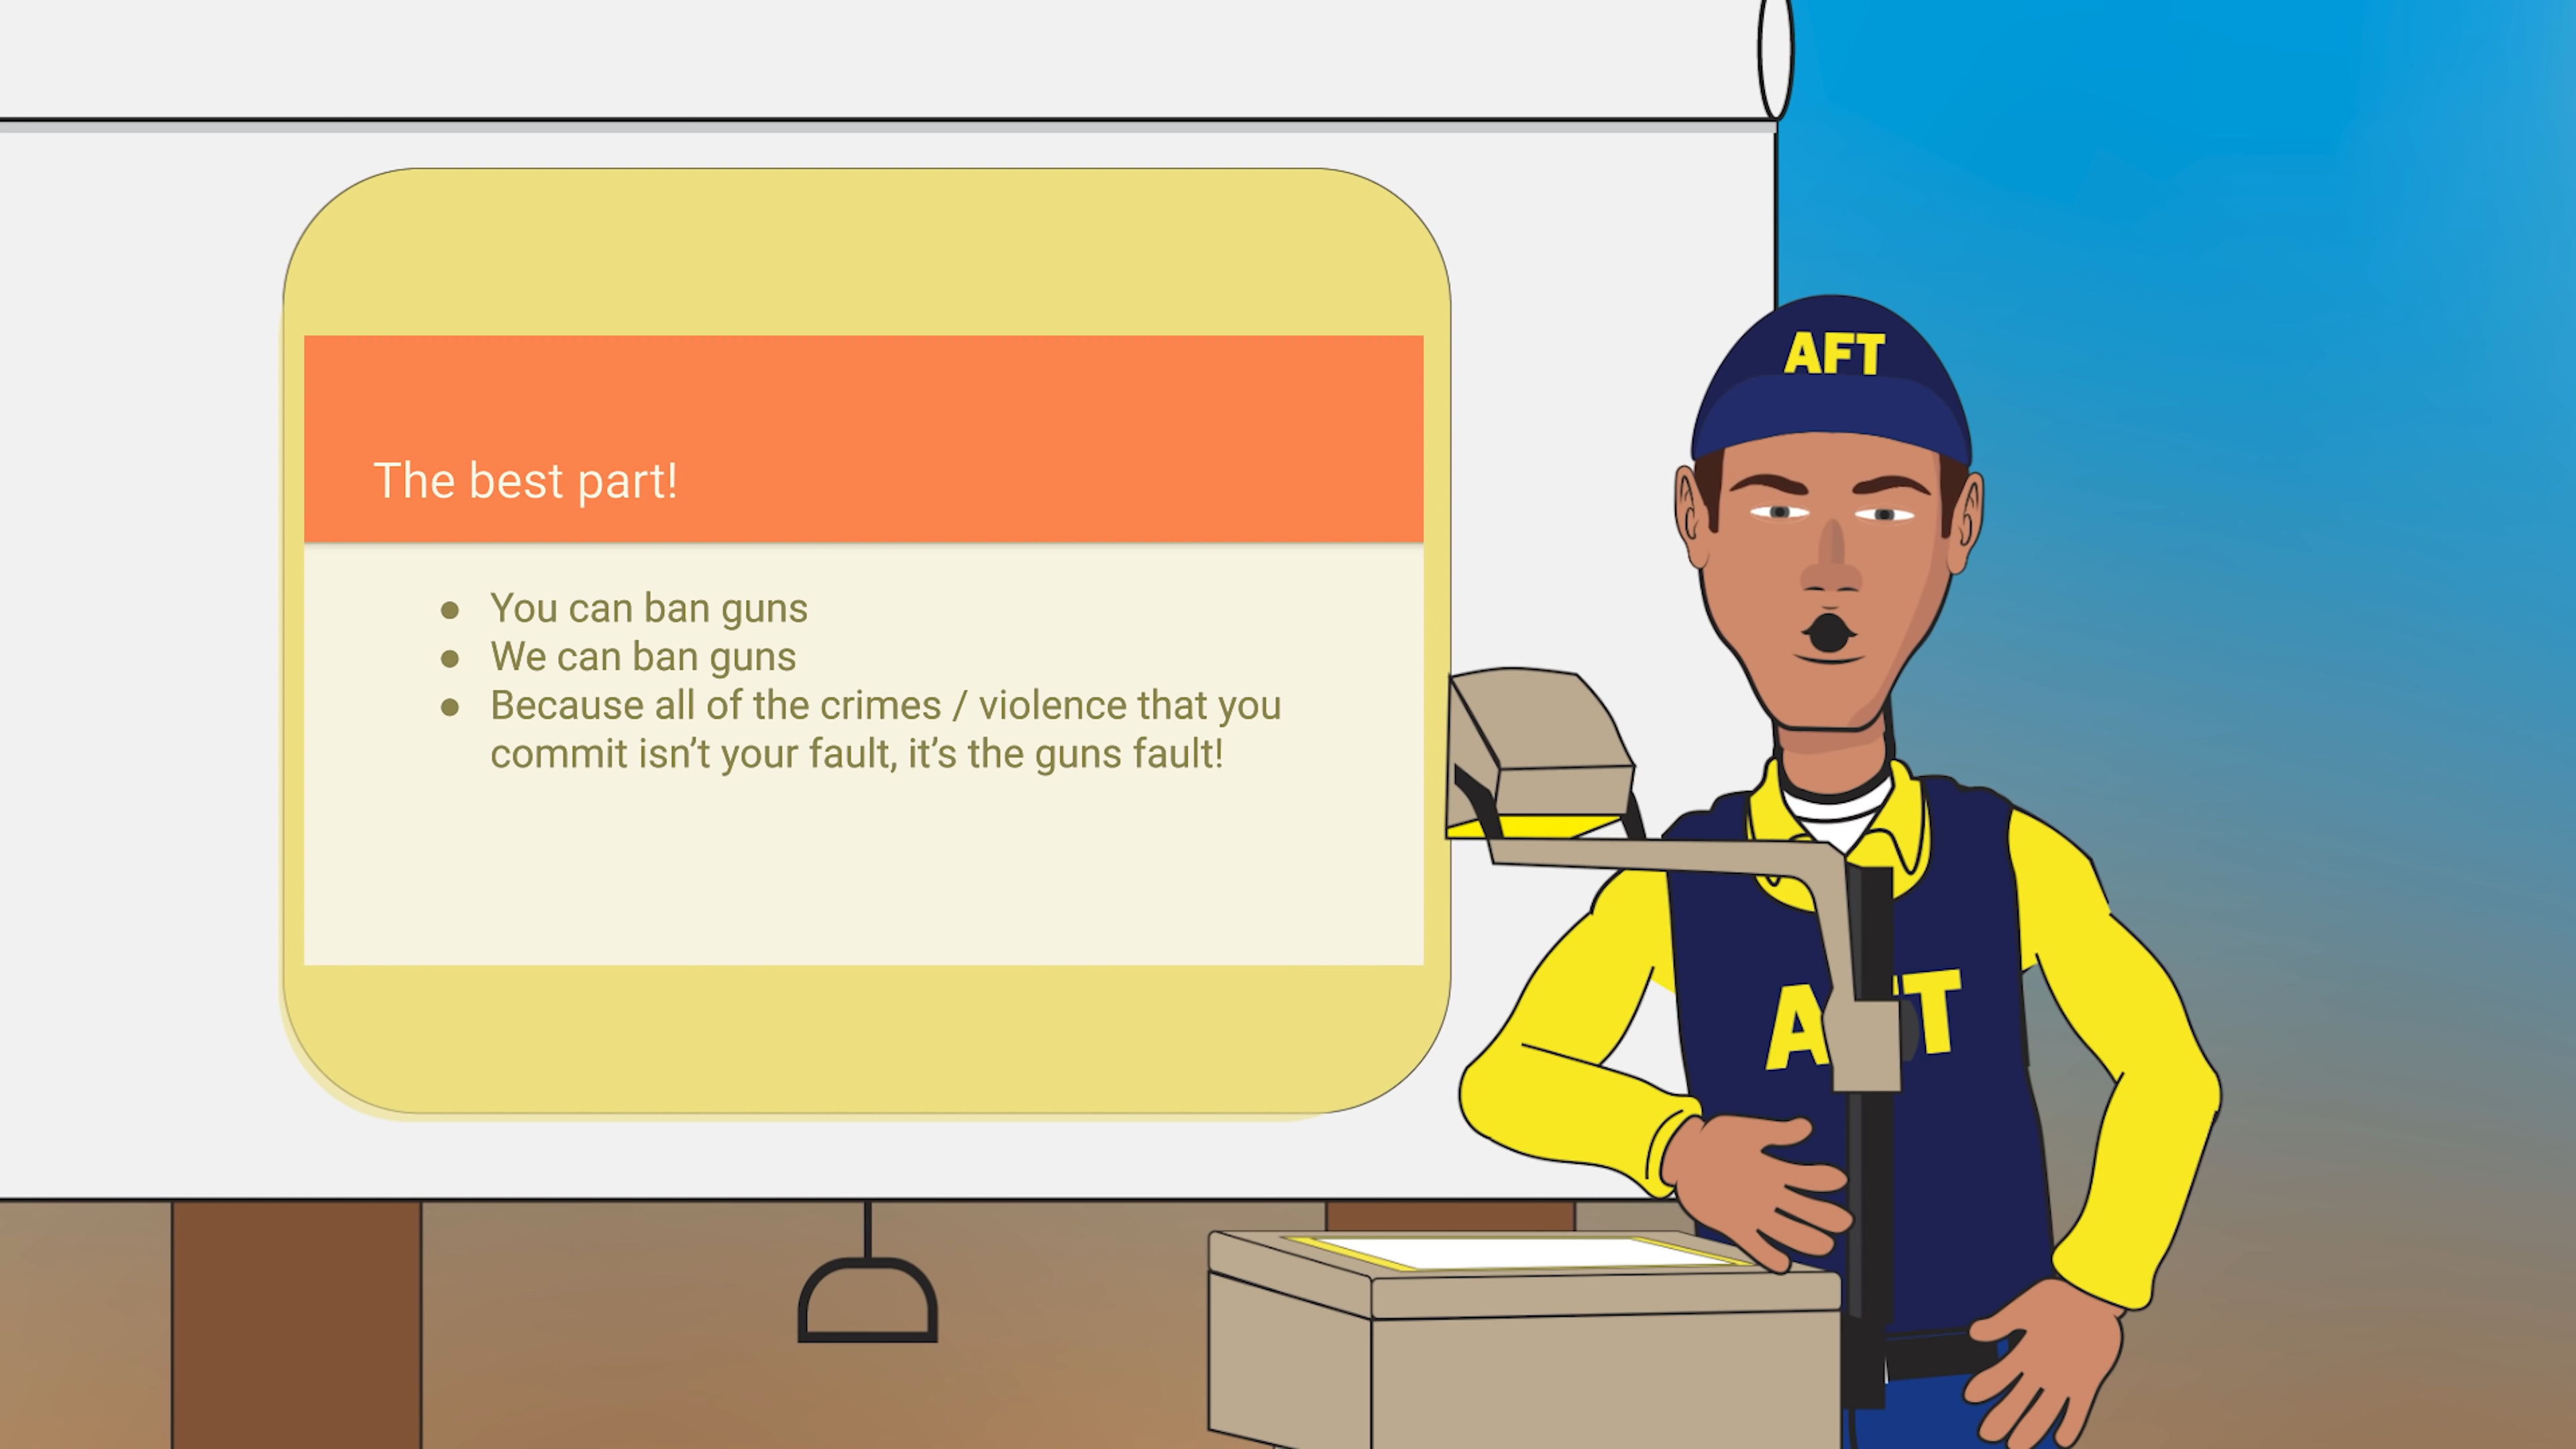 The best part!
● You can ban guns
● We can ban guns
● Because all of the crimes / violence that you
commit isn't your fault, it's the guns fault!
AFT
A T